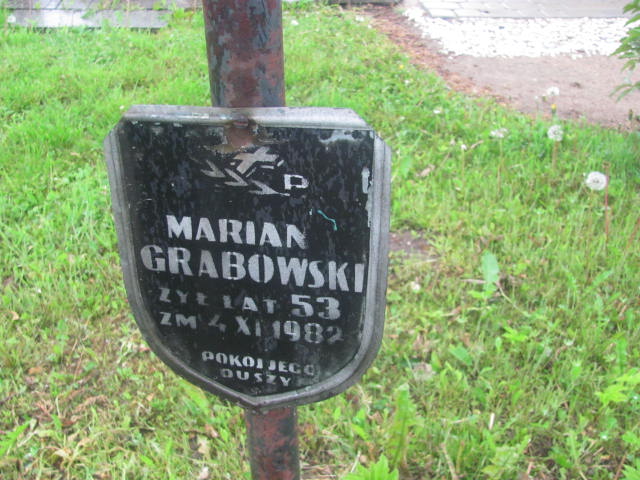 P
MARIAN
GRABOWSKI
ŻYŁ LAT 53
ZM 4 XI 1982
POKÓJ JEGO
DUSZY